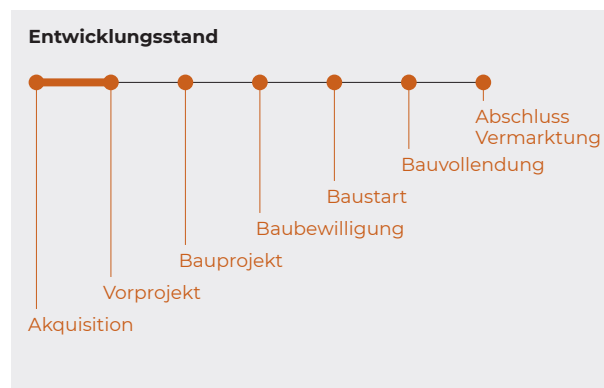 Entwicklungsstand
Abschluss
Vermarktung
Bauvollendung
Baustart
Baubewilligung
Bauprojekt
Vorprojekt
Akquisition